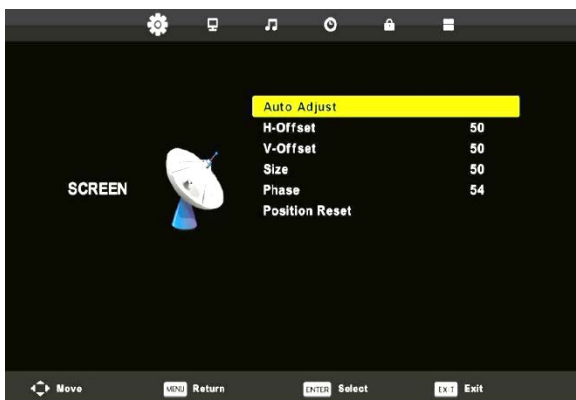 Auto Adjust
H-Offset 50
V-Offset 50
Size 50
SCREEN
Phase 54
Position Reset
Move MENU Return ENTER Select EXIT Exit